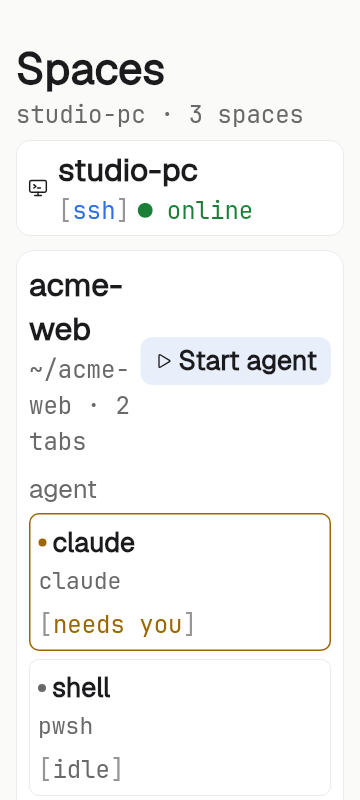 Spaces
studio-pc · 3 spaces
studio-pc
[ssh] ● online
acme-
web
~/acme-
web · 2
tabs
Start agent
agent
claude
claude
[needs you]
shell
pwsh
[idle]